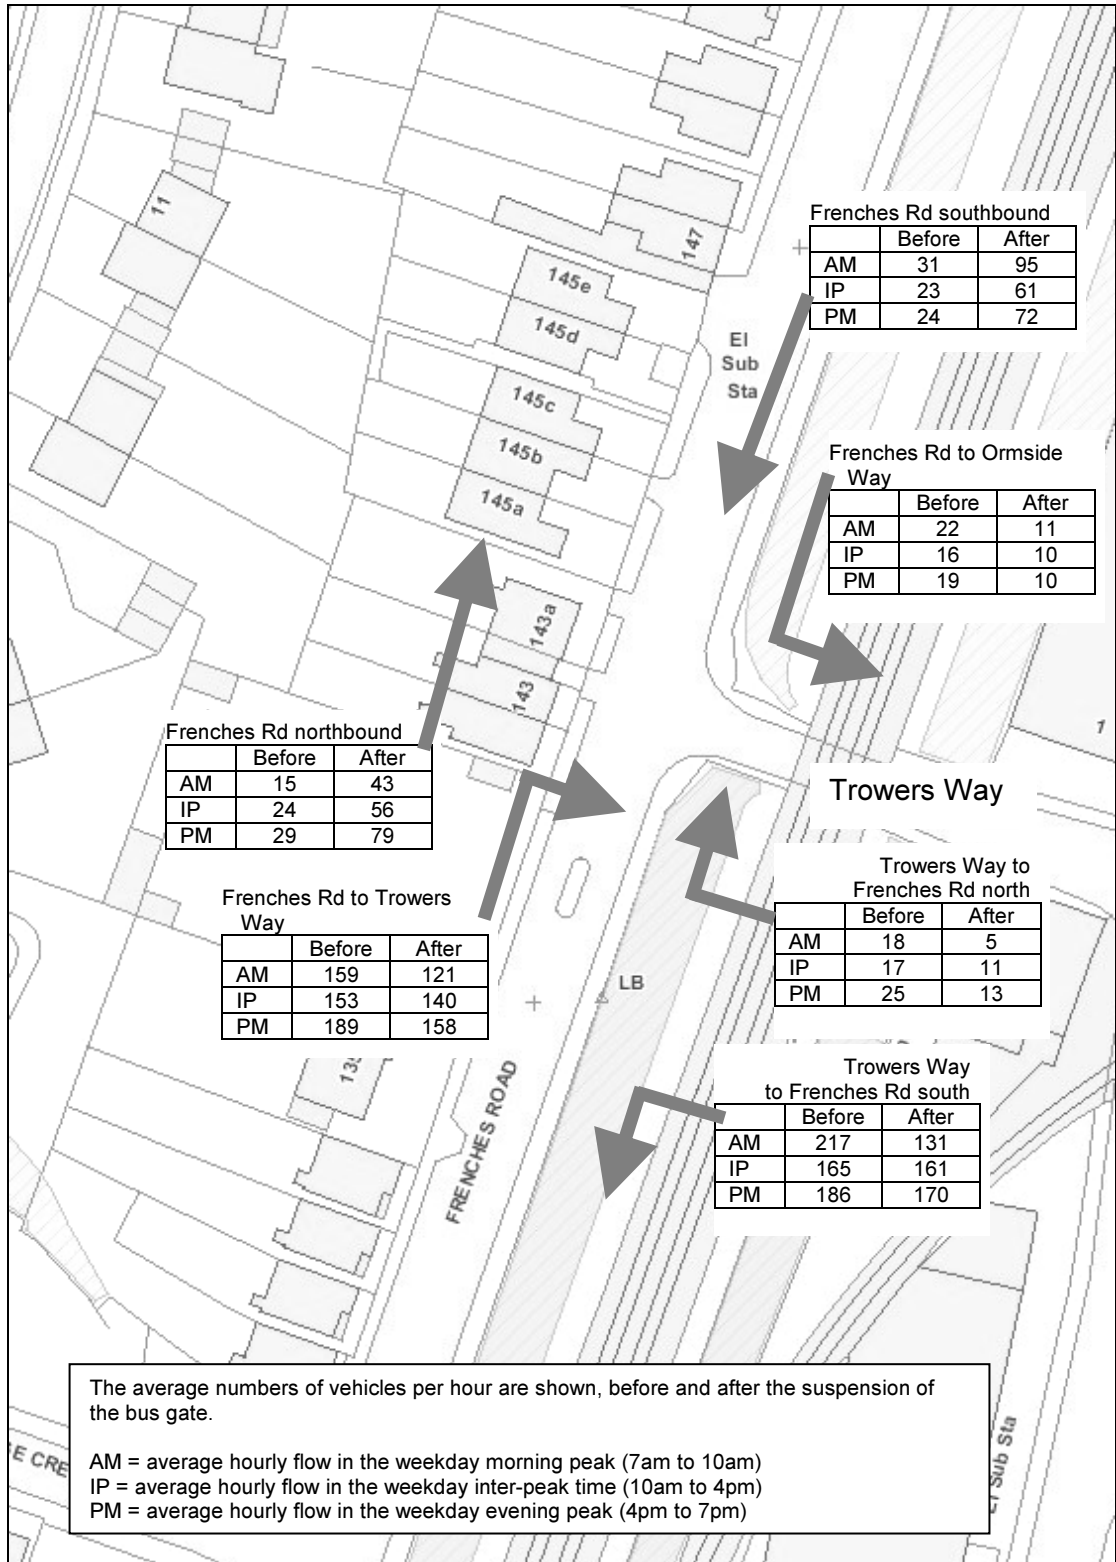 11
147
145e
145d
El
Sub
Sta
145c
145b
145a
143a
143
1
Frenches Rd southbound
Before After
AM 31 95
IP 23 61
PM 24 72
Frenches Rd to Ormside
Way
Before After
AM 22 11
IP 16 10
PM 19 10
Frenches Rd northbound
Before After
AM 15 43
IP 24 56
PM 29 79
Trowers Way
Frenches Rd to Trowers
Way
Before After
AM 159 121
IP 153 140
PM 189 158
Trowers Way to
Frenches Rd north
Before After
AM 18 5
IP 17 11
PM 25 13
LB
Trowers Way
to Frenches Rd south
Before After
AM 217 131
IP 165 161
PM 186 170
FRENCHES ROAD
The average numbers of vehicles per hour are shown, before and after the suspension of
the bus gate.
AM = average hourly flow in the weekday morning peak (7am to 10am)
IP = average hourly flow in the weekday inter-peak time (10am to 4pm)
PM = average hourly flow in the weekday evening peak (4pm to 7pm)
El Sub Sta